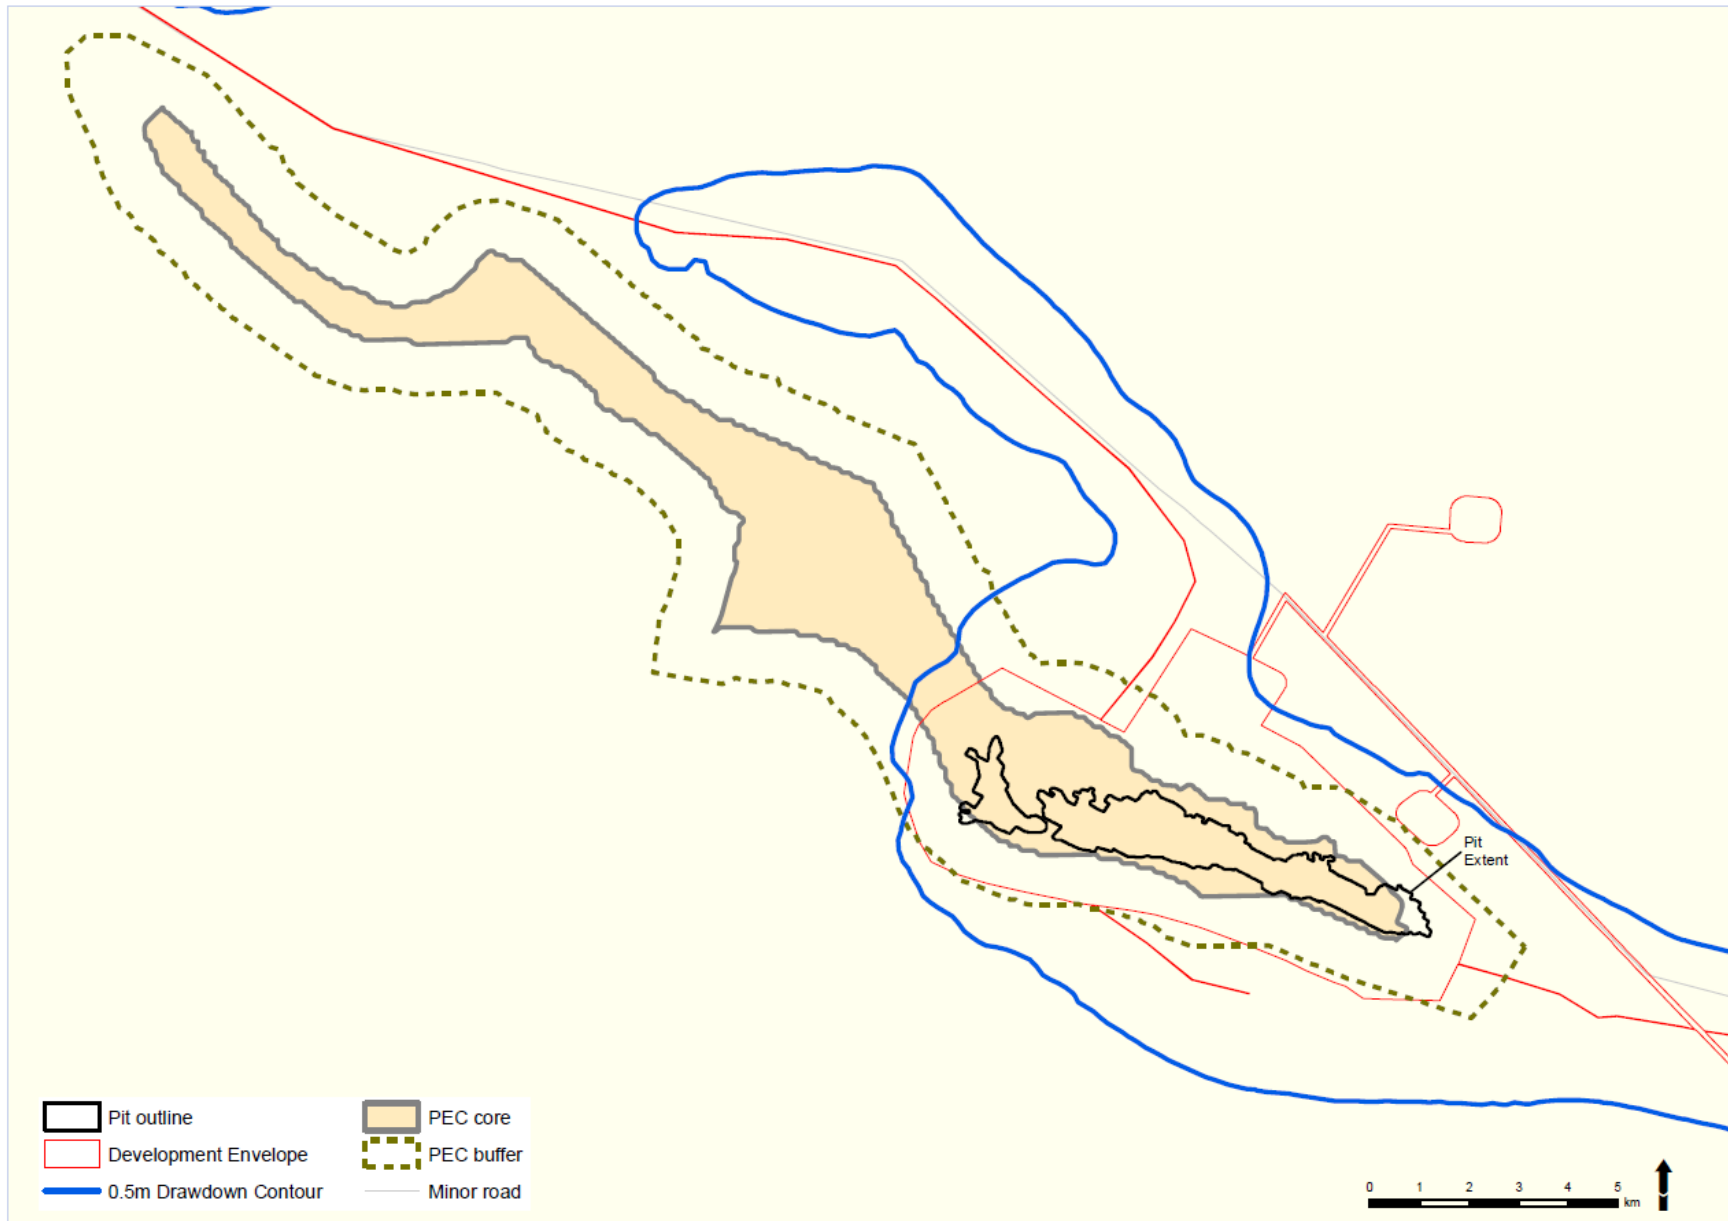 Pit
Extent
Pit outline
PEC core
Development Envelope
PEC buffer
0.5m Drawdown Contour
Minor road
0 1 2 3 4 5
km